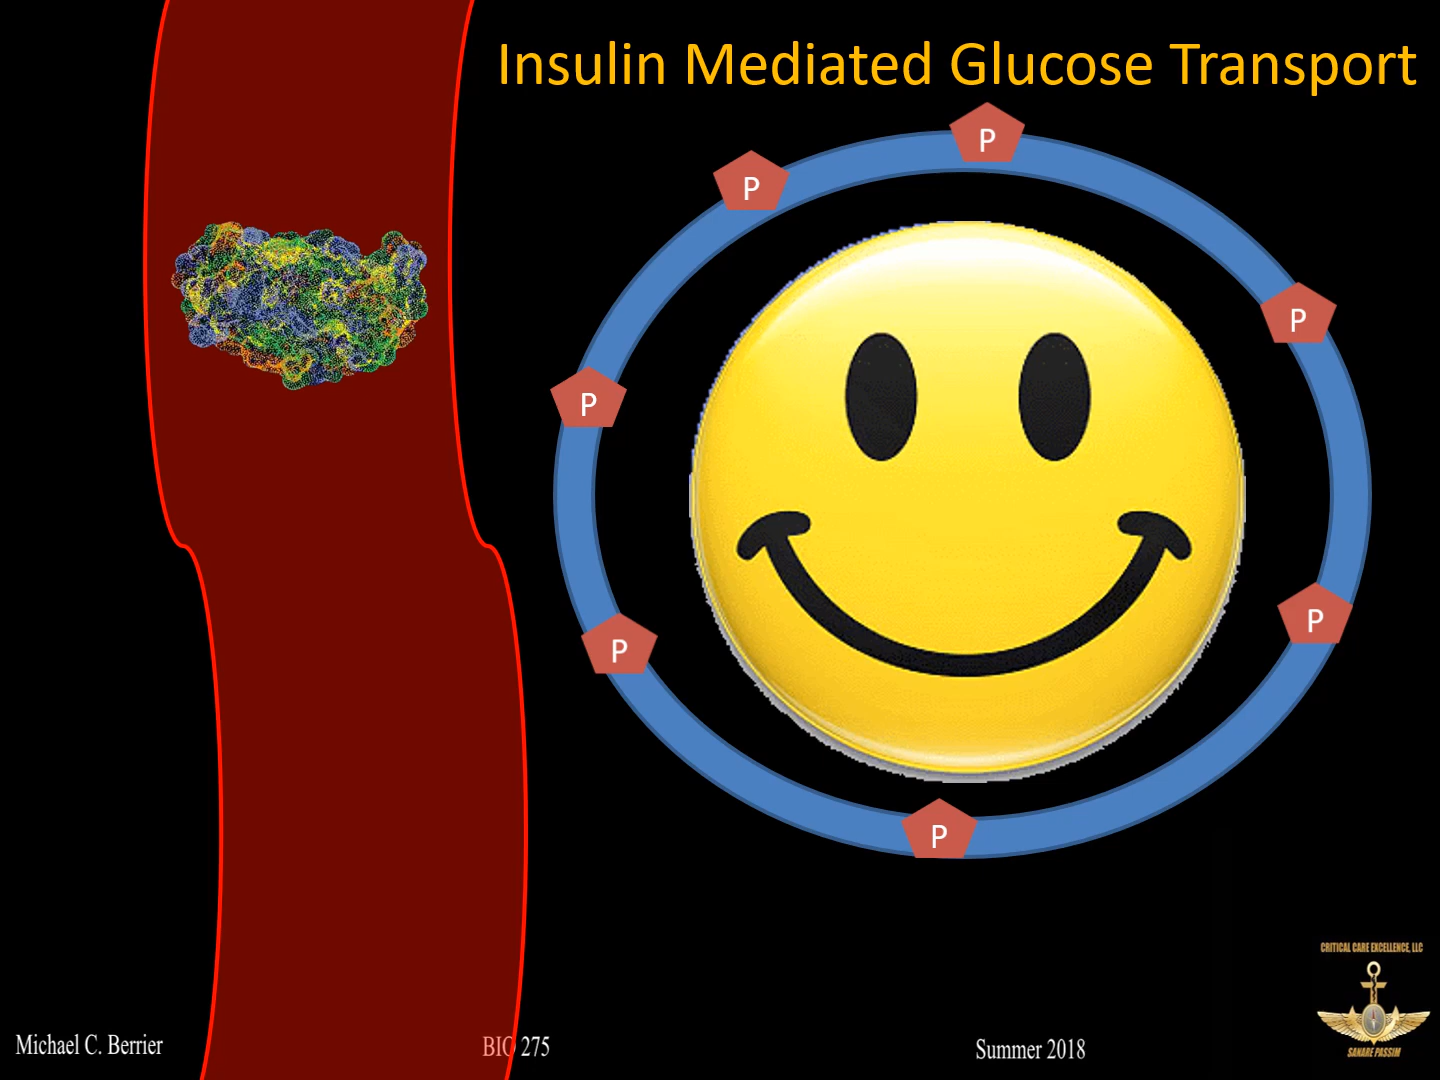 Insulin Mediated Glucose Transport
P
P
P
P
P
P
P
CRITICAL CARE EXCELLENCE, LLC
SANARE PASSIM
Michael C. Berrier
BIO 275
Summer 2018